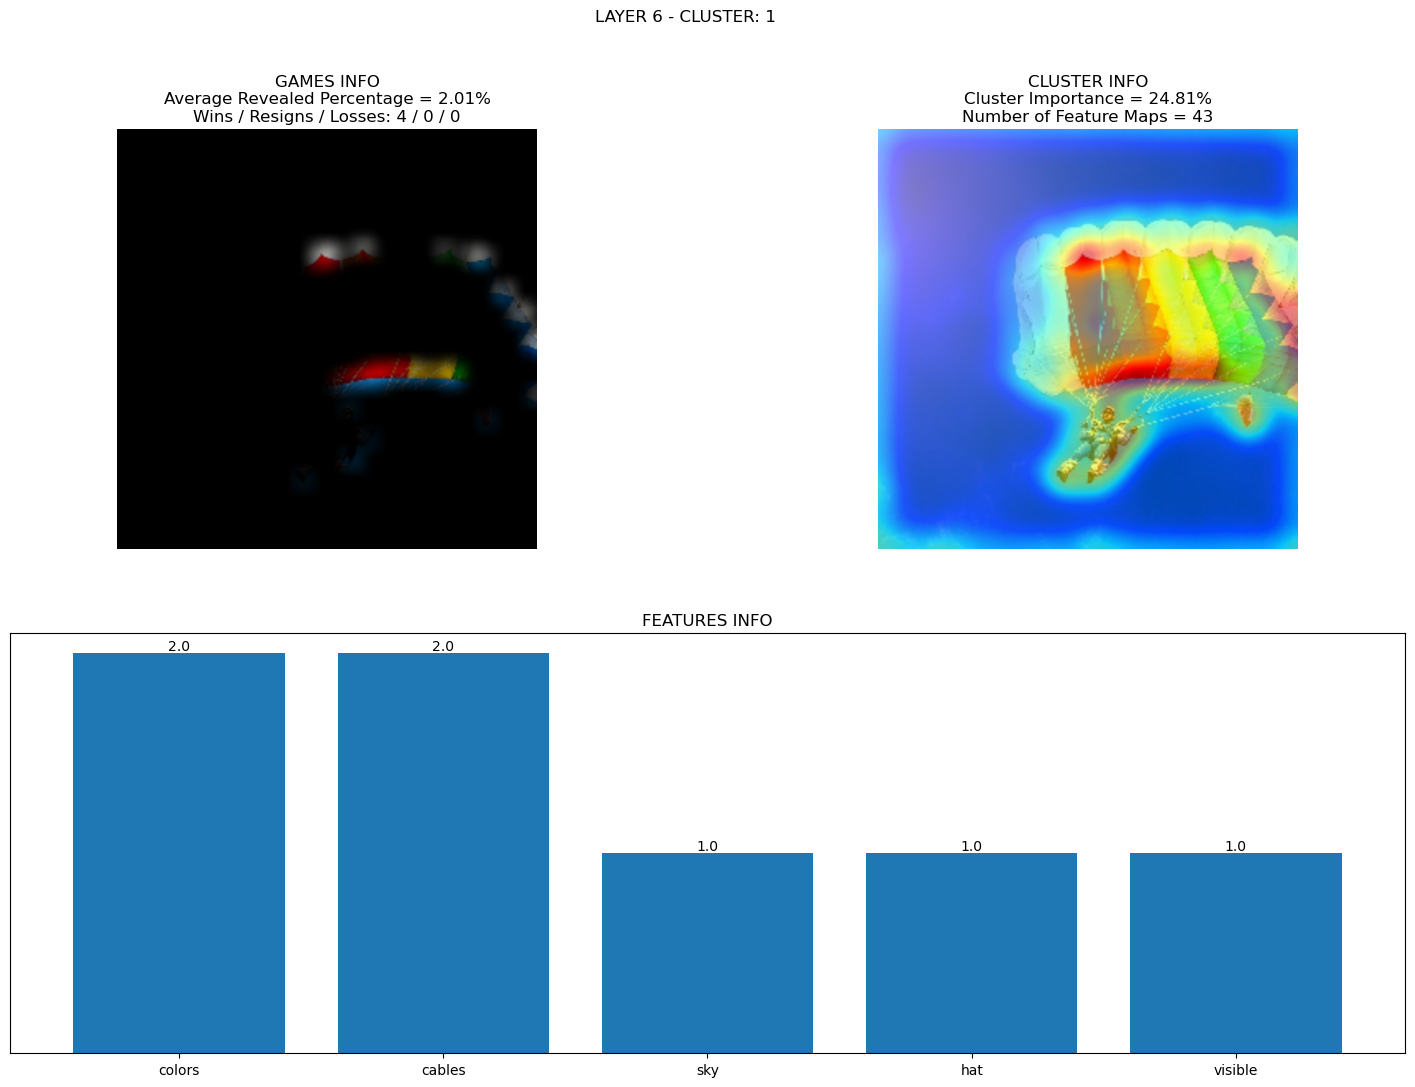 LAYER 6 - CLUSTER: 1
GAMES INFO
Average Revealed Percentage = 2.01%
Wins / Resigns / Losses: 4 / 0 / 0
CLUSTER INFO
Cluster Importance = 24.81%
Number of Feature Maps = 43
FEATURES INFO
2.0
2.0
1.0
1.0
1.0
colors
cables
sky
hat
visible